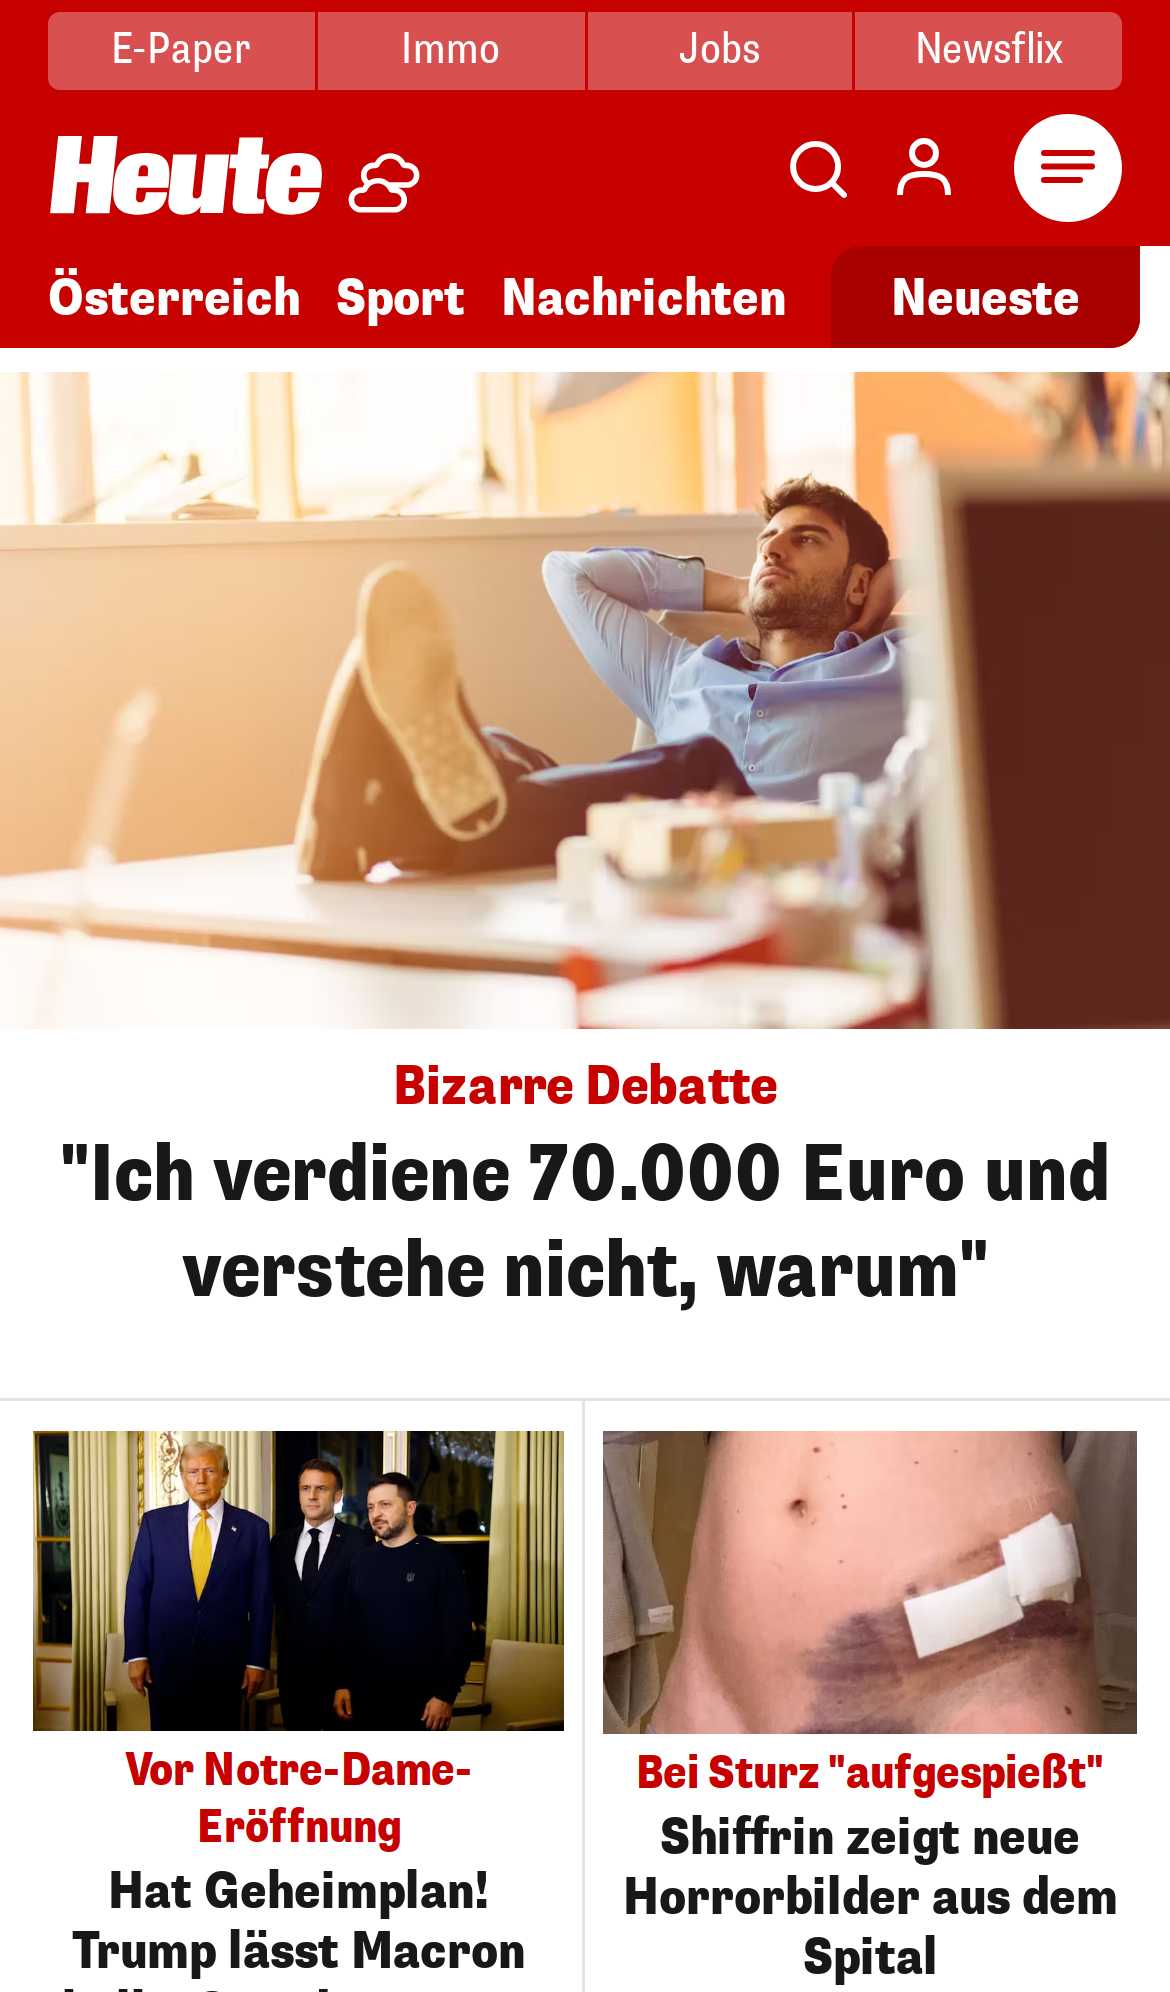 E-Paper
Immo
Jobs
Newsflix
Heute
Österreich
Sport
Nachrichten
Neueste
Bizarre Debatte
"Ich verdiene 70.000 Euro und
verstehe nicht, warum"
Vor Notre-Dame-
Eröffnung
Hat Geheimplan!
Trump lässt Macron
Bei Sturz "aufgespießt"
Shiffrin zeigt neue
Horrorbilder aus dem
Spital